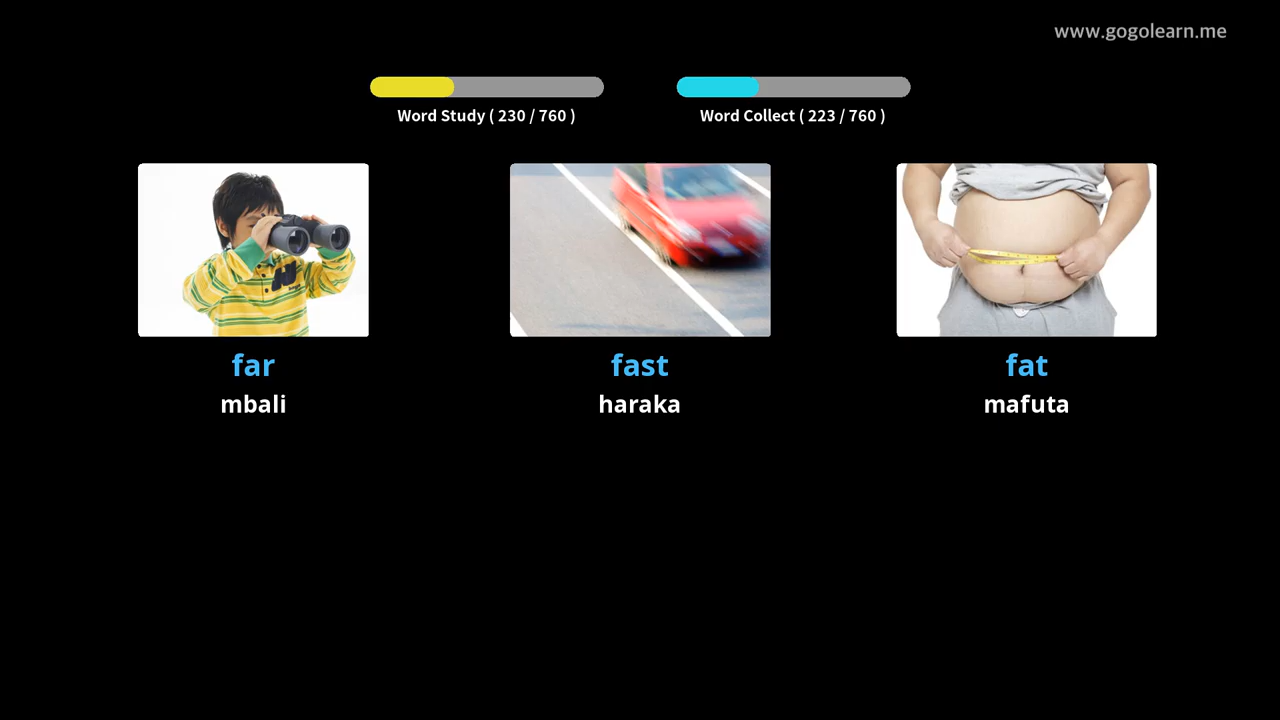 www.gogolearn.me
Word Study ( 230 / 760 )
Word Collect ( 223 / 760 )
far
fast
fat
mbali
haraka
mafuta